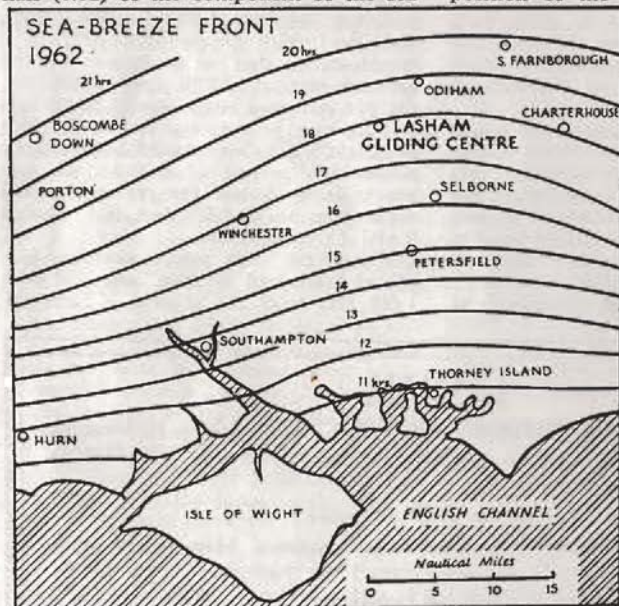 SEA-BREEZE FRONT
1962
20 hrs.
S. FARNBOROUGH
21 hrs
ODIHAM
19
CHARTERHOUSE
BOSCOMBE
DOWN
18
LASHAM
GLIDING CENTRE
17
PORTON
SELBORNE
16
WINCHESTER
15
PETERSFIELD
14
13
SOUTHAMPTON
12
11 hrs.
THORNEY ISLAND
HURN
ISLE OF WIGHT
ENGLISH CHANNEL
Nautical Miles
0 5 10 15